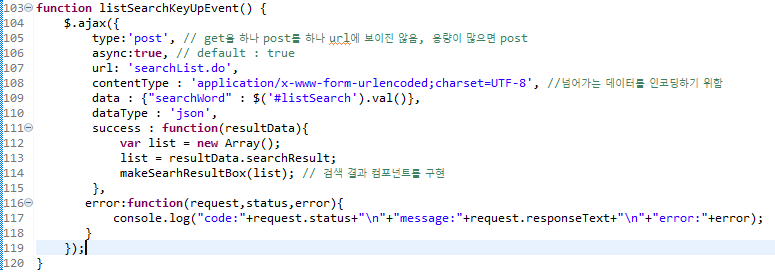 103 function listSearchKeyUpEvent() {
104 $.ajax({
105 type:'post', // get을 하나 post를 하나 url에 보이진 않음, 용량이 많으면 post
106 async:true, // default : true
107 url: 'searchList.do',
108 contentType : 'application/x-www-form-urlencoded;charset=UTF-8', //넘어가는 데이터를 인코딩하기 위함
109 data : {"searchWord" : $('#listSearch').val()},
110 dataType : 'json',
111 success : function(resultData){
112 var list = new Array();
113 list = resultData.searchResult;
114 makeSearhResultBox(list); // 검색 결과 컴포넌트를 구현
115 },
116 error:function(request,status,error){
117 console.log("code:"+request.status+"\n"+"message:"+request.responseText+"\n"+"error:"+error);
118 }
119 });
120 }